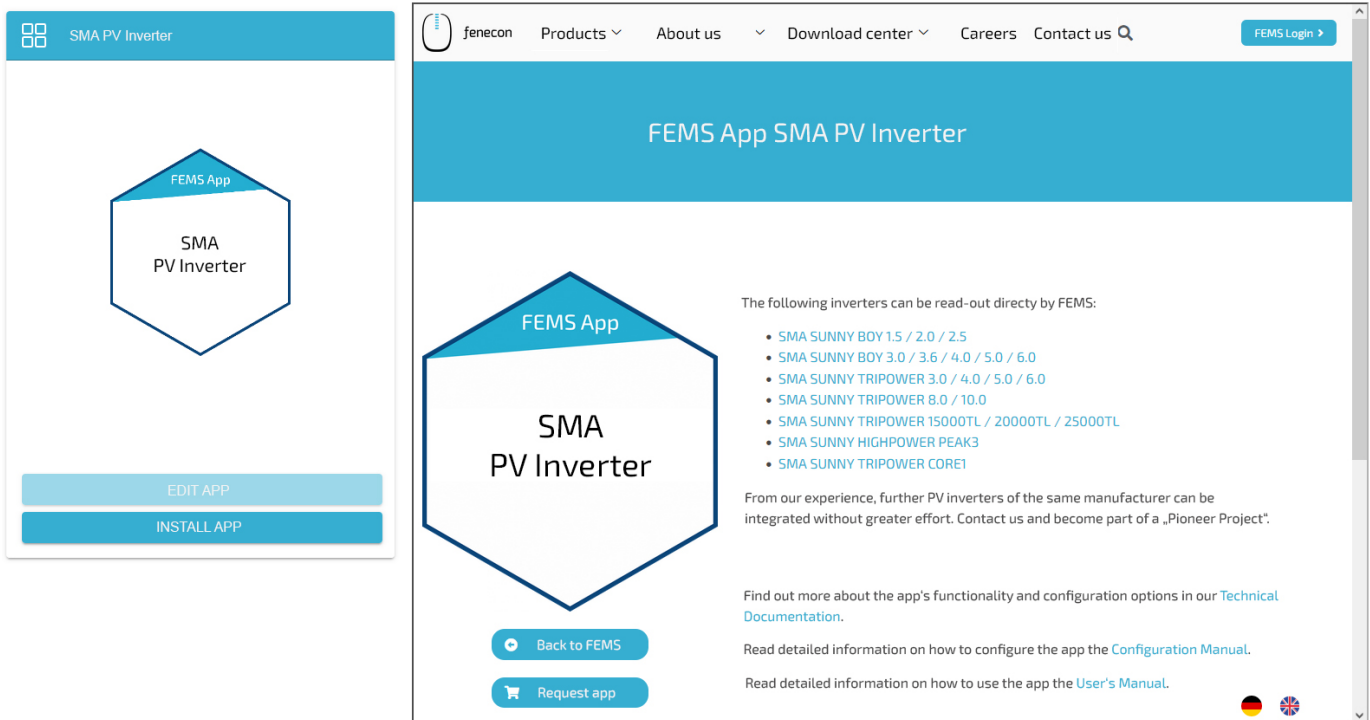 SMA PV Inverter
FEMS App
SMA
PV Inverter
EDIT APP
INSTALL APP
fenecon Products About us Download center Careers Contact us FEMS Login
FEMS App SMA PV Inverter
FEMS App
SMA
PV Inverter
Back to FEMS
Request app
The following inverters can be read-out directy by FEMS:
• SMA SUNNY BOY 1.5 / 2.0 / 2.5
• SMA SUNNY BOY 3.0 / 3.6 / 4.0 / 5.0 / 6.0
• SMA SUNNY TRIPOWER 3.0 / 4.0 / 5.0 / 6.0
• SMA SUNNY TRIPOWER 8.0 / 10.0
• SMA SUNNY TRIPOWER 15000TL / 20000TL / 25000TL
• SMA SUNNY HIGHPOWER PEAK3
• SMA SUNNY TRIPOWER CORE1
From our experience, further PV inverters of the same manufacturer can be
integrated without greater effort. Contact us and become part of a „Pioneer Project“.
Find out more about the app's functionality and configuration options in our Technical
Documentation.
Read detailed information on how to configure the app the Configuration Manual.
Read detailed information on how to use the app the User's Manual.